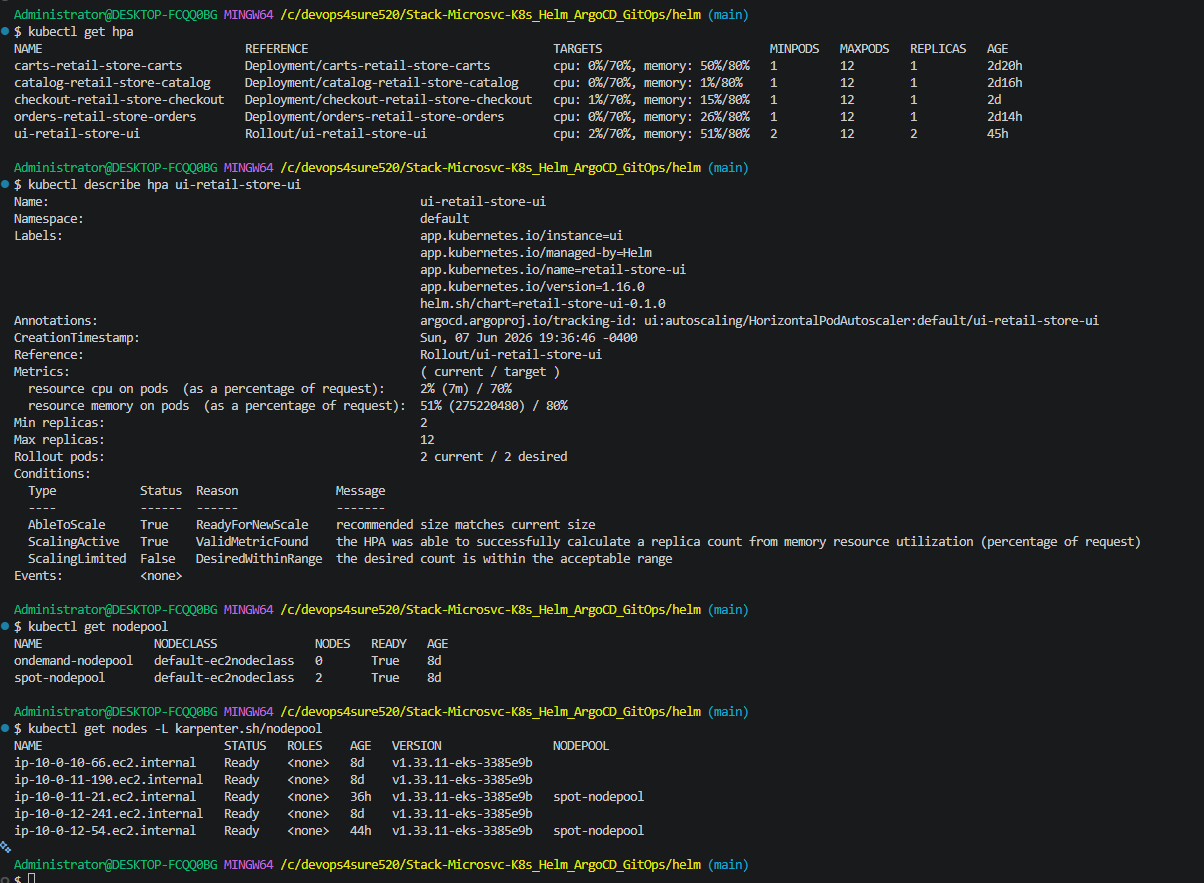 Administrator@DESKTOP-FCQQ0BG MINGW64 /c/devops4sure520/Stack-Microsvc-K8s_Helm_ArgoCD_GitOps/helm (main)
$ kubectl get hpa
NAME REFERENCE TARGETS MINPODS MAXPODS REPLICAS AGE
carts-retail-store-carts Deployment/carts-retail-store-carts cpu: 0%/70%, memory: 50%/80% 1 12 1 2d20h
catalog-retail-store-catalog Deployment/catalog-retail-store-catalog cpu: 0%/70%, memory: 1%/80% 1 12 1 2d16h
checkout-retail-store-checkout Deployment/checkout-retail-store-checkout cpu: 1%/70%, memory: 15%/80% 1 12 1 2d
orders-retail-store-orders Deployment/orders-retail-store-orders cpu: 0%/70%, memory: 26%/80% 1 12 1 2d14h
ui-retail-store-ui Rollout/ui-retail-store-ui cpu: 2%/70%, memory: 51%/80% 2 12 2 45h
Administrator@DESKTOP-FCQQ0BG MINGW64 /c/devops4sure520/Stack-Microsvc-K8s_Helm_ArgoCD_GitOps/helm (main)
$ kubectl describe hpa ui-retail-store-ui
Name: ui-retail-store-ui
Namespace: default
Labels: app.kubernetes.io/instance=ui
app.kubernetes.io/managed-by=Helm
app.kubernetes.io/name=retail-store-ui
app.kubernetes.io/version=1.16.0
helm.sh/chart=retail-store-ui-0.1.0
Annotations: argocd.argoproj.io/tracking-id: ui:autoscaling/HorizontalPodAutoscaler:default/ui-retail-store-ui
CreationTimestamp: Sun, 07 Jun 2026 19:36:46 -0400
Reference: Rollout/ui-retail-store-ui
Metrics: ( current / target )
resource cpu on pods (as a percentage of request): 2% (7m) / 70%
resource memory on pods (as a percentage of request): 51% (275220480) / 80%
Min replicas: 2
Max replicas: 12
Rollout pods: 2 current / 2 desired
Conditions:
Type Status Reason Message
---- ------ ------ -------
AbleToScale True ReadyForNewScale recommended size matches current size
ScalingActive True ValidMetricFound the HPA was able to successfully calculate a replica count from memory resource utilization (percentage of request)
ScalingLimited False DesiredWithinRange the desired count is within the acceptable range
Events: <none>
Administrator@DESKTOP-FCQQ0BG MINGW64 /c/devops4sure520/Stack-Microsvc-K8s_Helm_ArgoCD_GitOps/helm (main)
$ kubectl get nodepool
NAME NODECLASS NODES READY AGE
ondemand-nodepool default-ec2nodeclass 0 True 8d
spot-nodepool default-ec2nodeclass 2 True 8d
Administrator@DESKTOP-FCQQ0BG MINGW64 /c/devops4sure520/Stack-Microsvc-K8s_Helm_ArgoCD_GitOps/helm (main)
$ kubectl get nodes -L karpenter.sh/nodepool
NAME STATUS ROLES AGE VERSION NODEPOOL
ip-10-0-10-66.ec2.internal Ready <none> 8d v1.33.11-eks-3385e9b
ip-10-0-11-190.ec2.internal Ready <none> 8d v1.33.11-eks-3385e9b
ip-10-0-11-21.ec2.internal Ready <none> 36h v1.33.11-eks-3385e9b spot-nodepool
ip-10-0-12-241.ec2.internal Ready <none> 8d v1.33.11-eks-3385e9b
ip-10-0-12-54.ec2.internal Ready <none> 44h v1.33.11-eks-3385e9b spot-nodepool
Administrator@DESKTOP-FCQQ0BG MINGW64 /c/devops4sure520/Stack-Microsvc-K8s_Helm_ArgoCD_GitOps/helm (main)
$